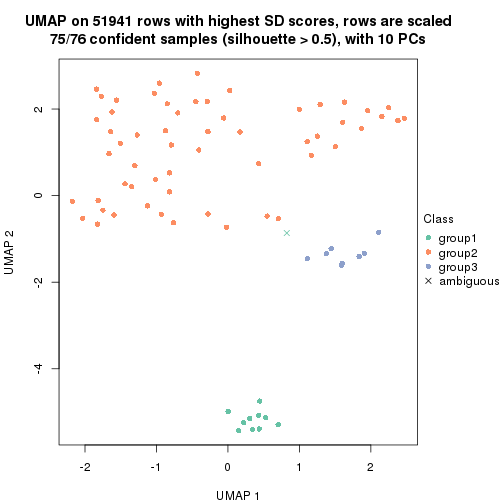 UMAP on 51941 rows with highest SD scores, rows are scaled
75/76 confident samples (silhouette > 0.5), with 10 PCs
2
0
-2
-4
UMAP 2
-2 -1 0 1 2
UMAP 1
Class
group1
group2
group3
ambiguous